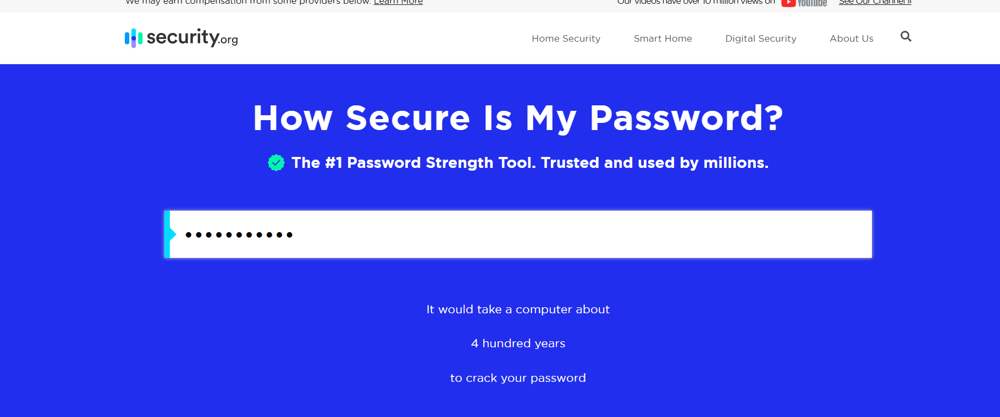 We may earn compensation from some providers below. Learn More
Our videos have over 10 million views on YouTube See Our Channel »
security.org
Home Security Smart Home Digital Security About Us
How Secure Is My Password?
The #1 Password Strength Tool. Trusted and used by millions.
It would take a computer about
4 hundred years
to crack your password